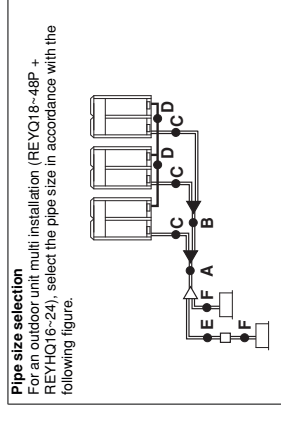 Pipe size selection
For an outdoor unit multi installation (REYQ18~48P +
REYHQ16~24), select the pipe size in accordance with the
following figure.
D
D
C
C
C
B
A
F
E
F